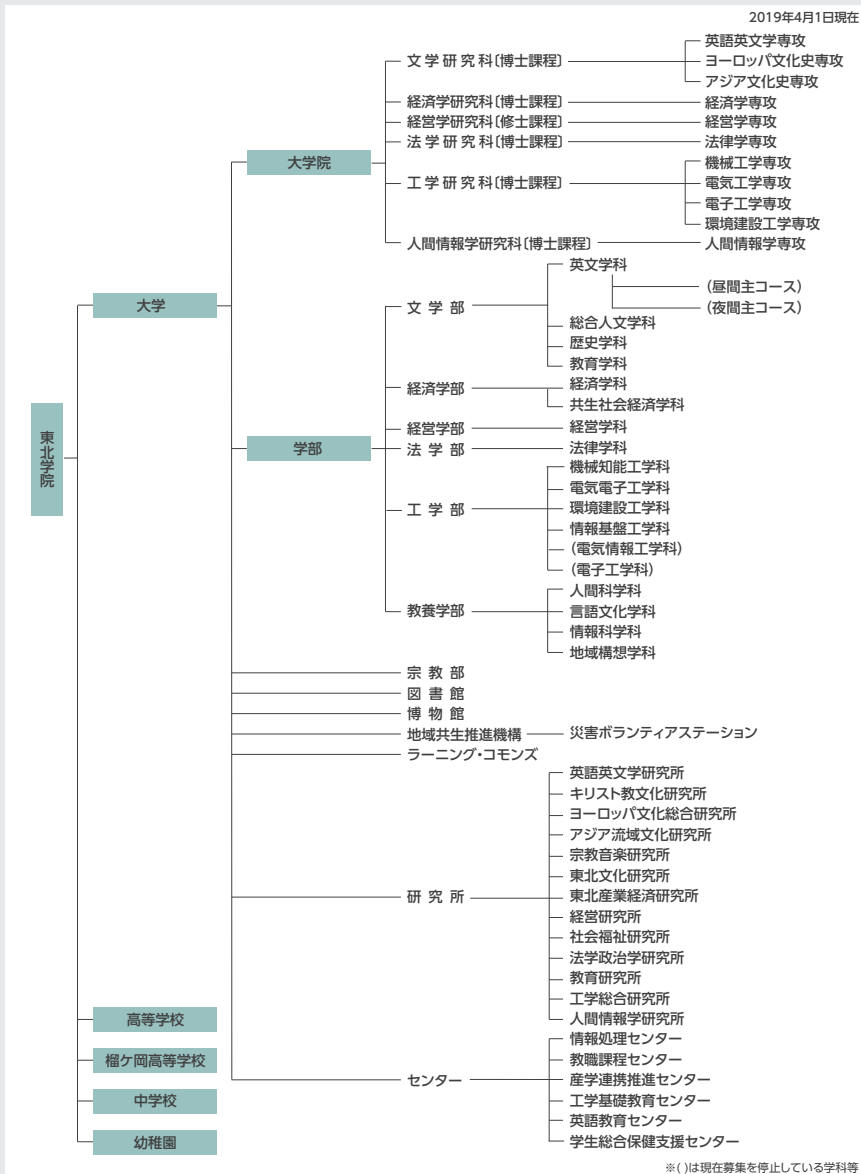 2019年4月1日現在
東北学院
大学
大学院
文学研究科〔博士課程〕
英語英文学専攻
ヨーロッパ文化史専攻
アジア文化史専攻
経済学研究科〔博士課程〕
経済学専攻
経営学研究科〔修士課程〕
経営学専攻
法学研究科〔博士課程〕
法律学専攻
工学研究科〔博士課程〕
機械工学専攻
電気工学専攻
電子工学専攻
環境建設工学専攻
人間情報学研究科〔博士課程〕
人間情報学専攻
学部
文学部
英文学科
(昼間主コース)
(夜間主コース)
総合人文学科
歴史学科
教育学科
経済学部
経済学科
共生社会経済学科
経営学部
経営学科
法学部
法律学科
工学部
機械知能工学科
電気電子工学科
環境建設工学科
情報基盤工学科
(電気情報工学科)
(電子工学科)
教養学部
人間科学科
言語文化学科
情報科学科
地域構想学科
宗教部
図書館
博物館
地域共生推進機構
災害ボランティアステーション
ラーニング・コモンズ
研究所
英語英文学研究所
キリスト教文化研究所
ヨーロッパ文化総合研究所
アジア流域文化研究所
宗教音楽研究所
東北文化研究所
東北産業経済研究所
経営研究所
社会福祉研究所
法学政治学研究所
教育研究所
工学総合研究所
人間情報学研究所
センター
情報処理センター
教職課程センター
産学連携推進センター
工学基礎教育センター
英語教育センター
学生総合保健支援センター
高等学校
榴ケ岡高等学校
中学校
幼稚園
※( )は現在募集を停止している学科等